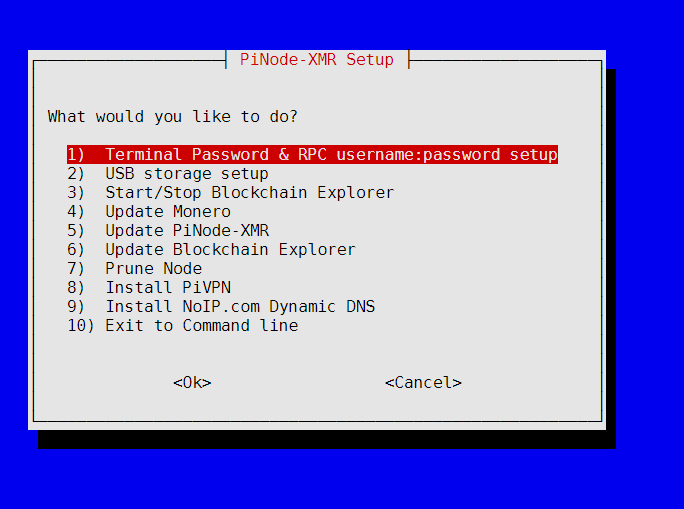 PiNode-XMR Setup
What would you like to do?
1) Terminal Password & RPC username:password setup
2) USB storage setup
3) Start/Stop Blockchain Explorer
4) Update Monero
5) Update PiNode-XMR
6) Update Blockchain Explorer
7) Prune Node
8) Install PiVPN
9) Install NoIP.com Dynamic DNS
10) Exit to Command line
<Ok> <Cancel>